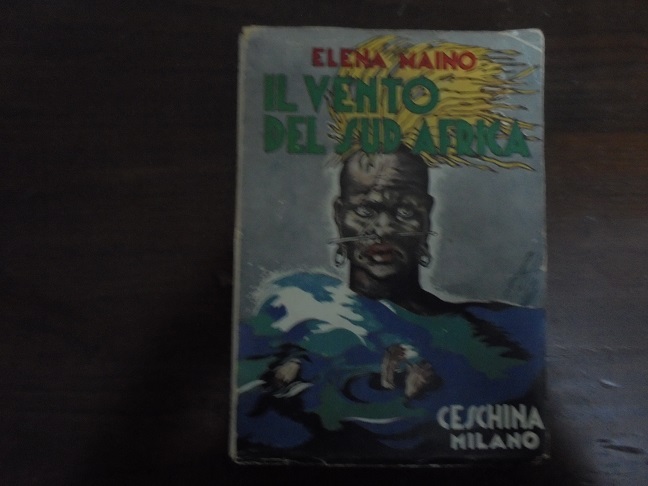 ELENA MAINO
IL VENTO
DEL SUD AFRICA
CESCHINA
MILANO